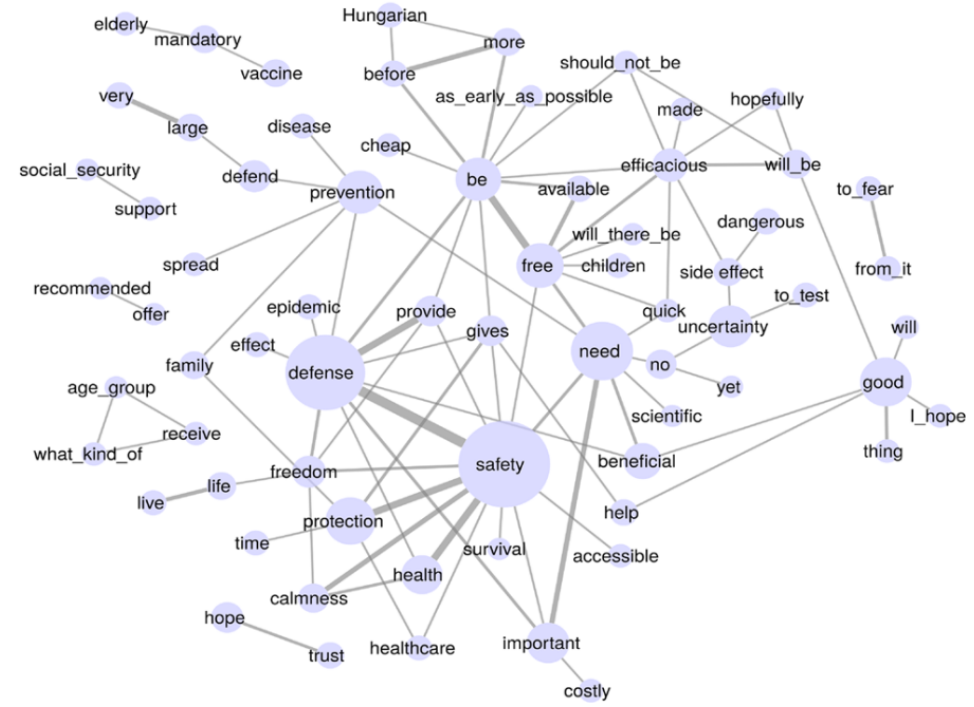 Hungarian
elderly
mandatory
more
vaccine
before
should_not_be
very
as_early_as_possible
made
hopefully
large
disease
cheap
social_security
defend
prevention
be
available
efficacious
will_be
to_fear
support
dangerous
spread
will_there_be
free
children
side effect
from_it
recommended
offer
epidemic
provide
gives
quick
to_test
uncertainty
will
effect
defense
need
no
yet
good
family
age_group
scientific
I_hope
what_kind_of
receive
thing
freedom
safety
beneficial
live
life
protection
help
time
survival
accessible
calmness
health
hope
trust
healthcare
important
costly